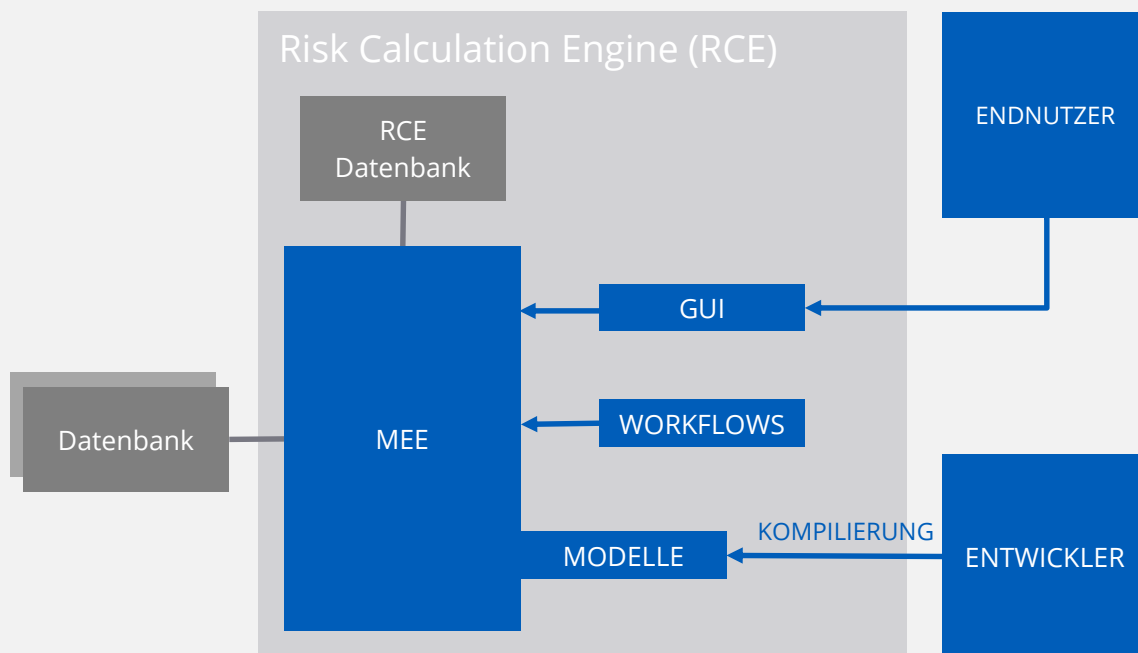 Risk Calculation Engine (RCE)
RCE
Datenbank
ENDNUTZER
GUI
WORKFLOWS
Datenbank
MEE
KOMPILIERUNG
MODELLE
ENTWICKLER